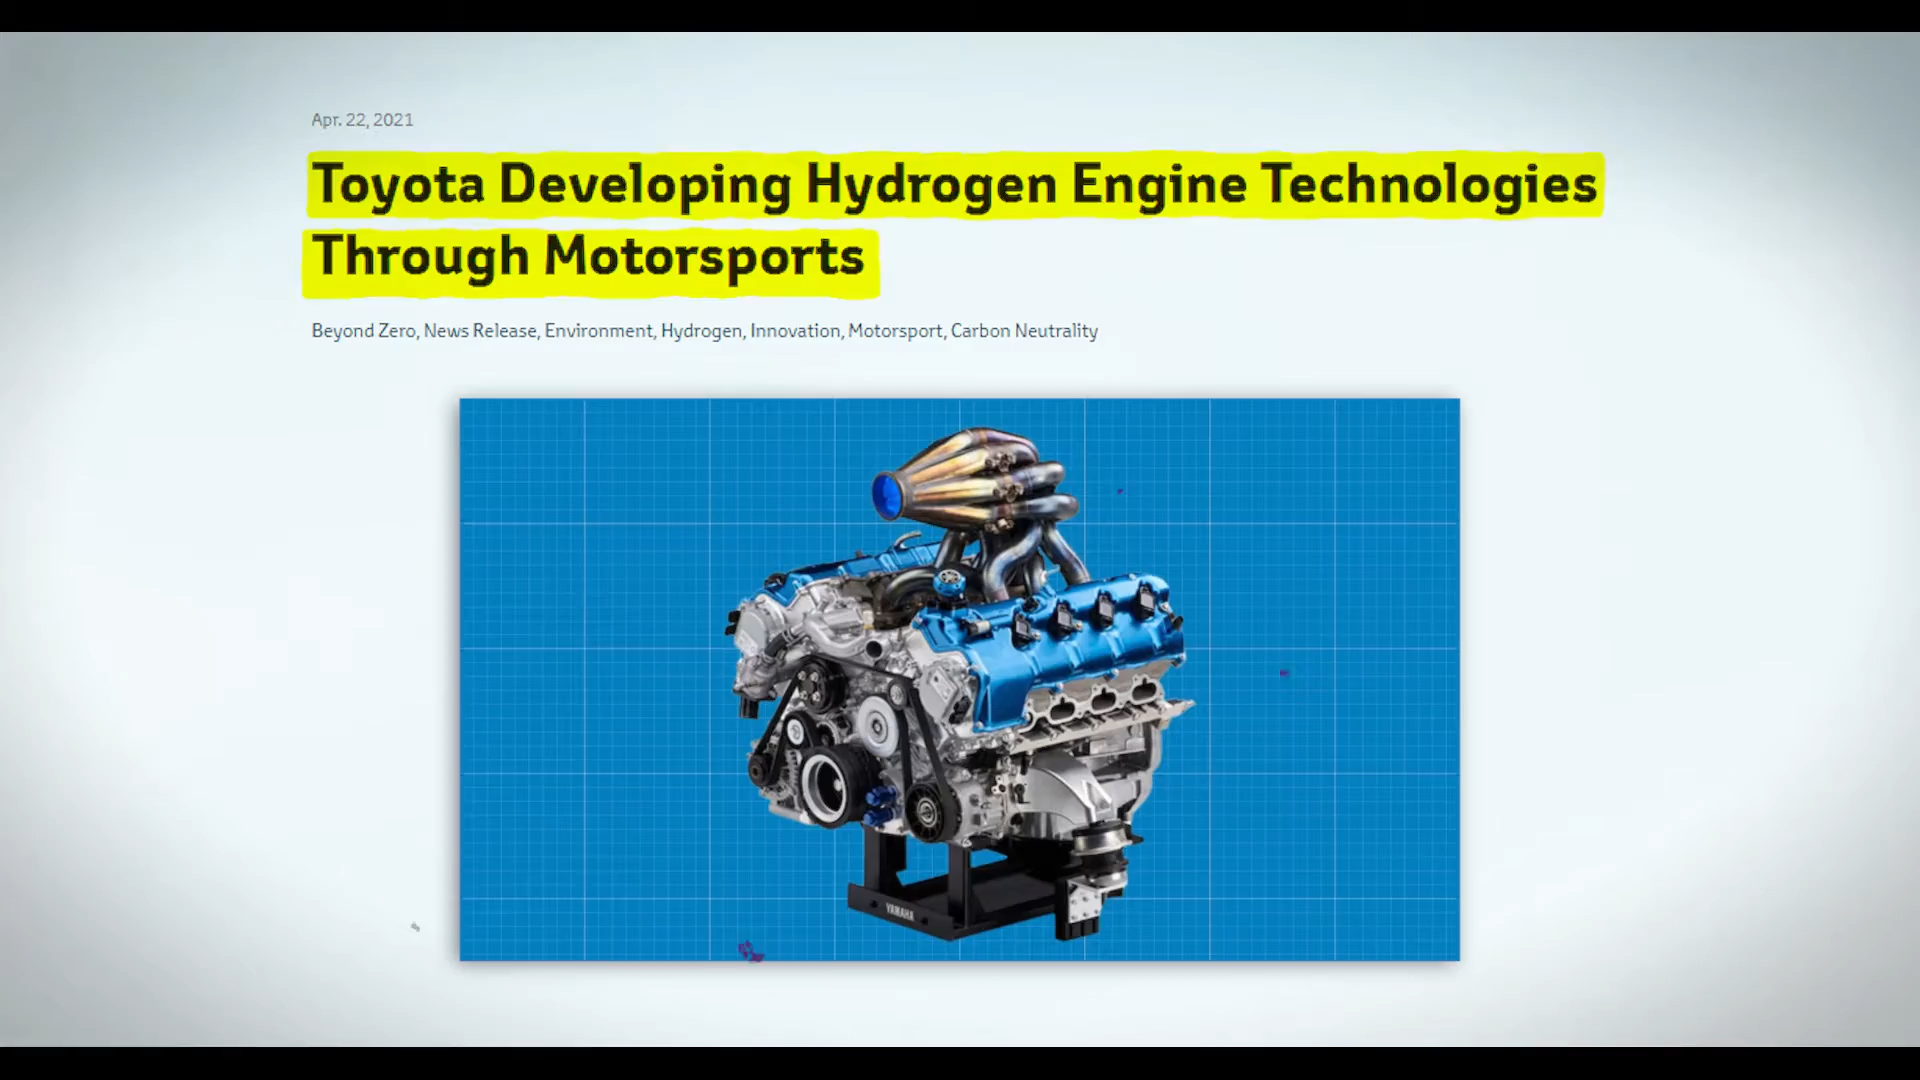 Apr. 22, 2021
Toyota Developing Hydrogen Engine Technologies
Through Motorsports
Beyond Zero, News Release, Environment, Hydrogen, Innovation, Motorsport, Carbon Neutrality
YAMAHA